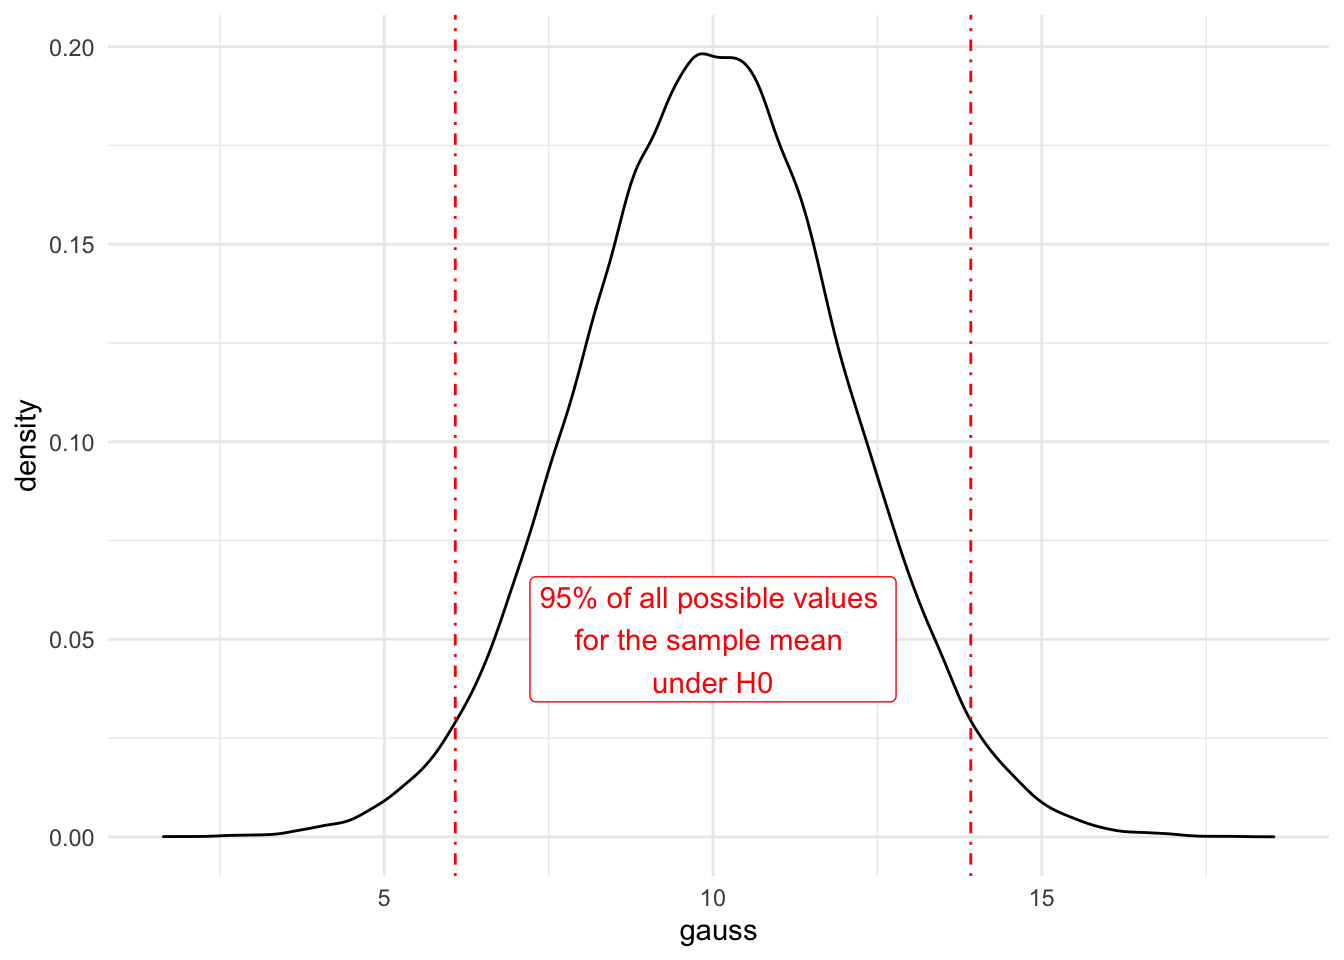 0.20
0.15
0.10
0.05
0.00
density
95% of all possible values
for the sample mean
under H0
5
10
15
gauss